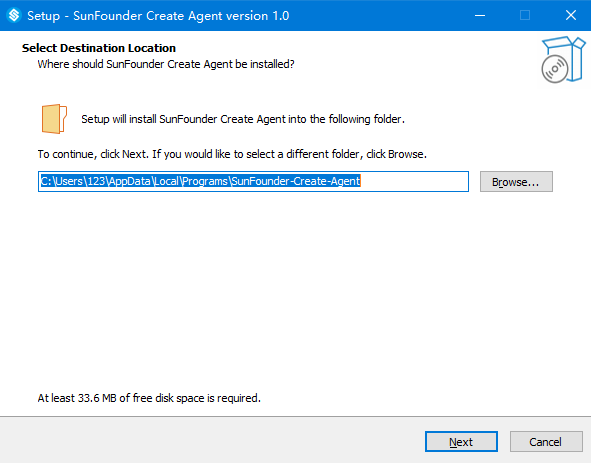 Setup - SunFounder Create Agent version 1.0
Select Destination Location
Where should SunFounder Create Agent be installed?
Setup will install SunFounder Create Agent into the following folder.
To continue, click Next. If you would like to select a different folder, click Browse.
C:\Users\123\AppData\Local\Programs\SunFounder-Create-Agent
Browse...
At least 33.6 MB of free disk space is required.
Next
Cancel